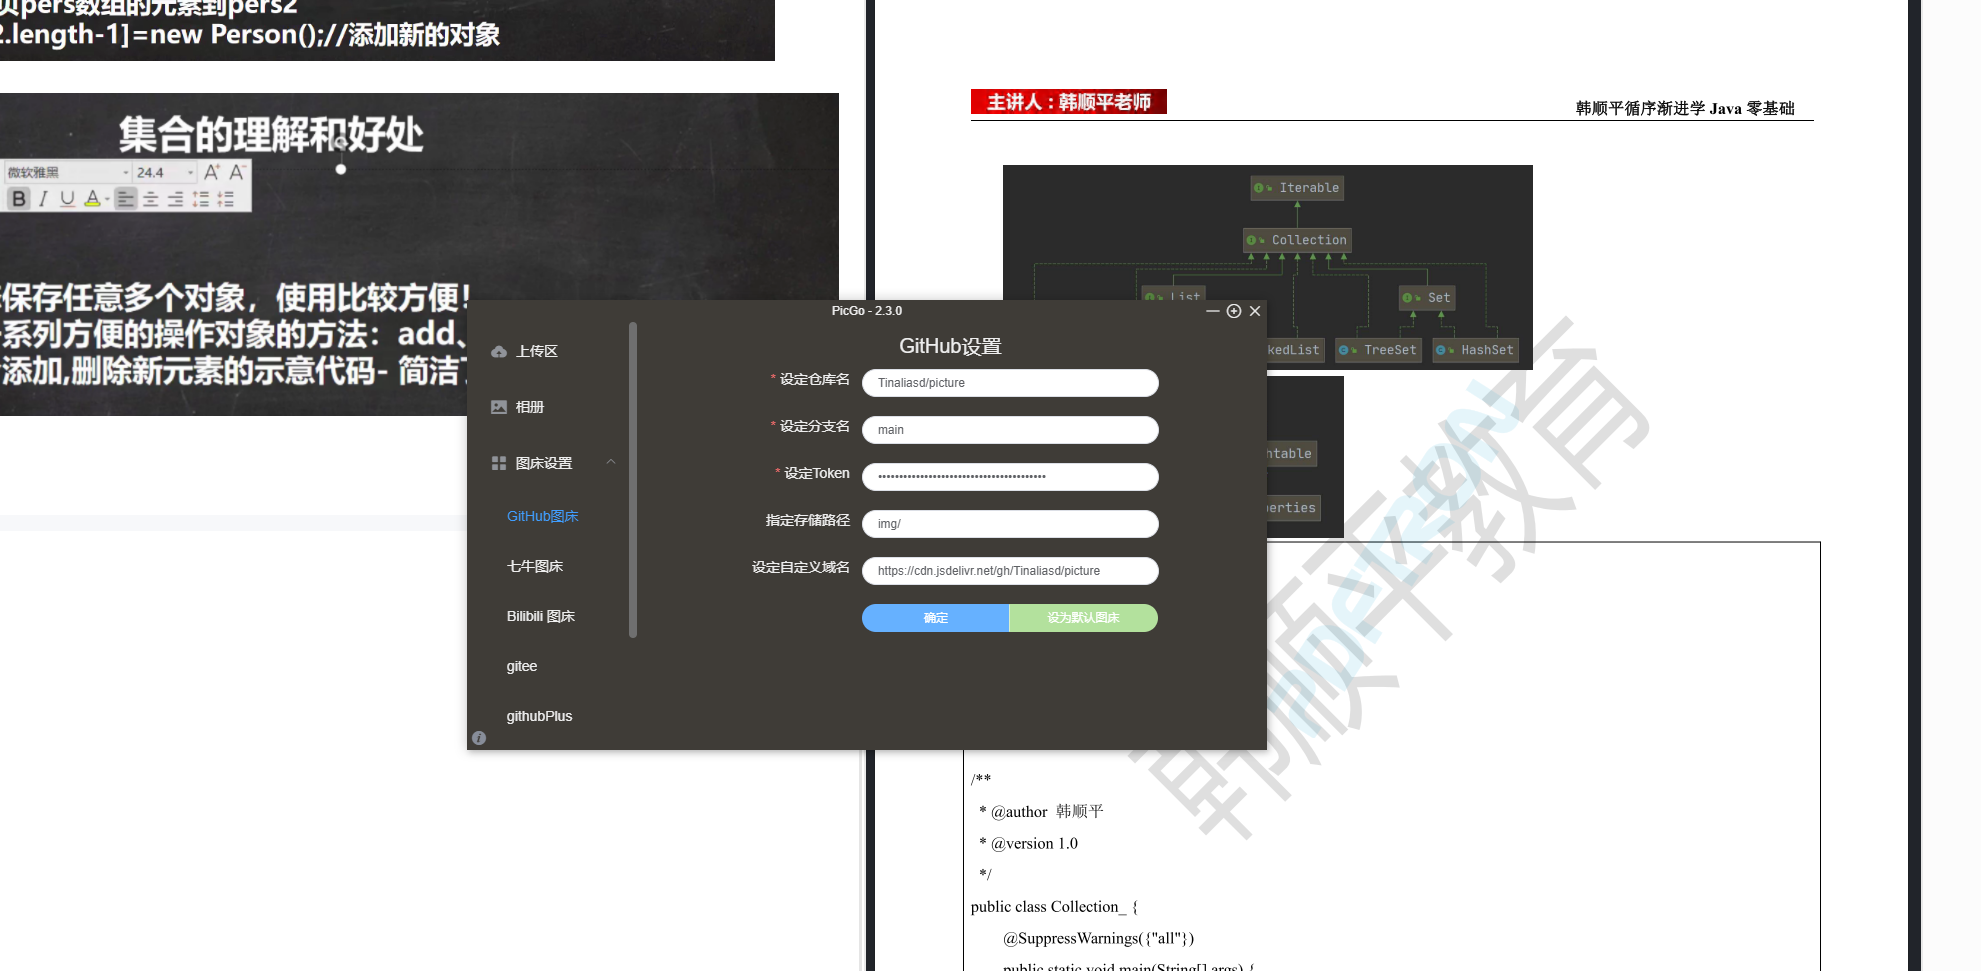 pers数组的元素到pers2
.length-1]=new Person();//添加新的对象
集合的理解和好处
微软雅黑 24.4
B I U A
保存任意多个对象，使用比较方便!
系列方便的操作对象的方法：add、
添加,删除新元素的示意代码- 简洁
主讲人：韩顺平老师
韩顺平循序渐进学 Java 零基础
Iterable
Collection
List
Set
kedList
TreeSet
HashSet
htable
erties
PicGo - 2.3.0
上传区
相册
图床设置
GitHub图床
七牛图床
Bilibili 图床
gitee
githubPlus
GitHub设置
* 设定仓库名 Tinaliasd/picture
* 设定分支名 main
* 设定Token ••••••••••••••••••••••••••••••••••••••••
指定存储路径 img/
设定自定义域名 https://cdn.jsdelivr.net/gh/Tinaliasd/picture
确定 设为默认图床
韩顺平教育
/**
* @author 韩顺平
* @version 1.0
*/
public class Collection_ {
@SuppressWarnings({"all"})
public static void main(String[] args) {